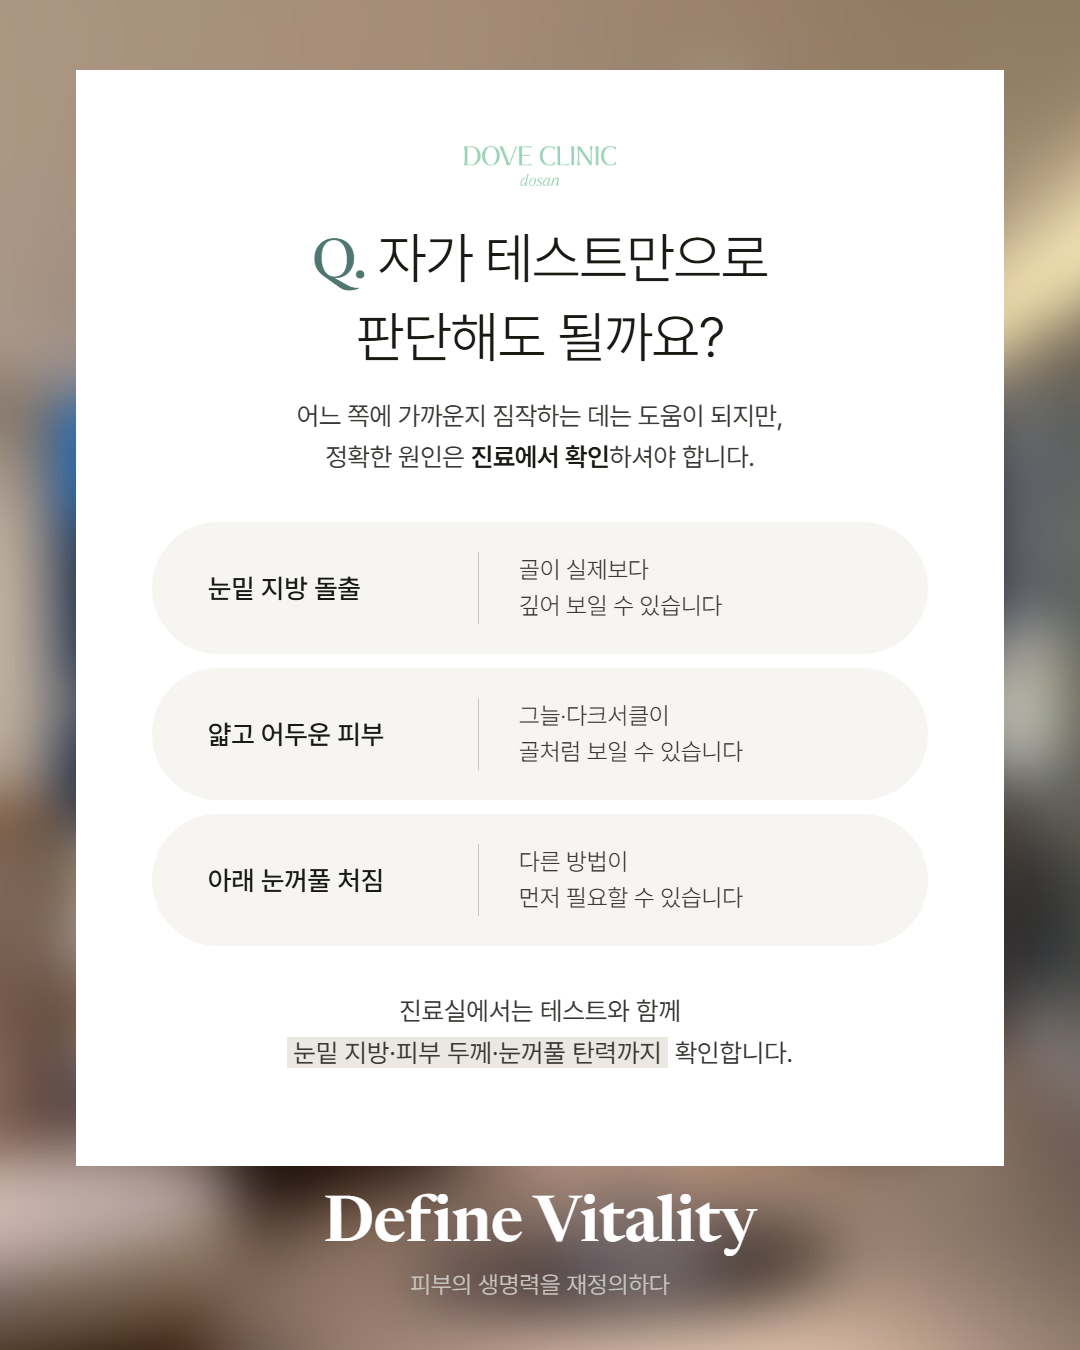 DOVE CLINIC
dosan
Q. 자가 테스트만으로
판단해도 될까요?
어느 쪽에 가까운지 짐작하는 데는 도움이 되지만,
정확한 원인은 진료에서 확인하셔야 합니다.
눈밑 지방 돌출
골이 실제보다
깊어 보일 수 있습니다
얇고 어두운 피부
그늘·다크서클이
골처럼 보일 수 있습니다
아래 눈꺼풀 처짐
다른 방법이
먼저 필요할 수 있습니다
진료실에서는 테스트와 함께
눈밑 지방·피부 두께·눈꺼풀 탄력까지 확인합니다.
Define Vitality
피부의 생명력을 재정의하다